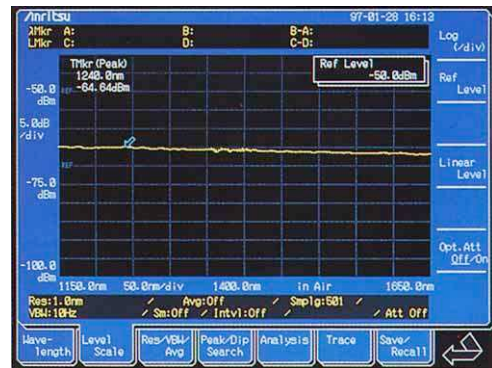 Anritsu 97-01-28 16:13
λMkr A: B: B-A:
LMkr C: D: C-D:
Log
(/div)
TMkr(Peak)
1240.0nm
-64.64dBm
Ref Level
-50.0dBm
Ref
Level
-50.0
dBm
REF
5.0dB
/div
REF
Linear
Level
-75.0
dBm
Opt.Att
Off/On
-100.0
dBm
1150.0nm 50.0nm/div 1400.0nm in Air 1650.0nm
Res:1.0nm / Avg:Off / Smplg:501 /
VBW:10Hz / Sm:Off / Intvl:Off / / Att Off
Wave-
length
Level
Scale
Res/VBW/
Avg
Peak/Dip
Search
Analysis
Trace
Save/
Recall